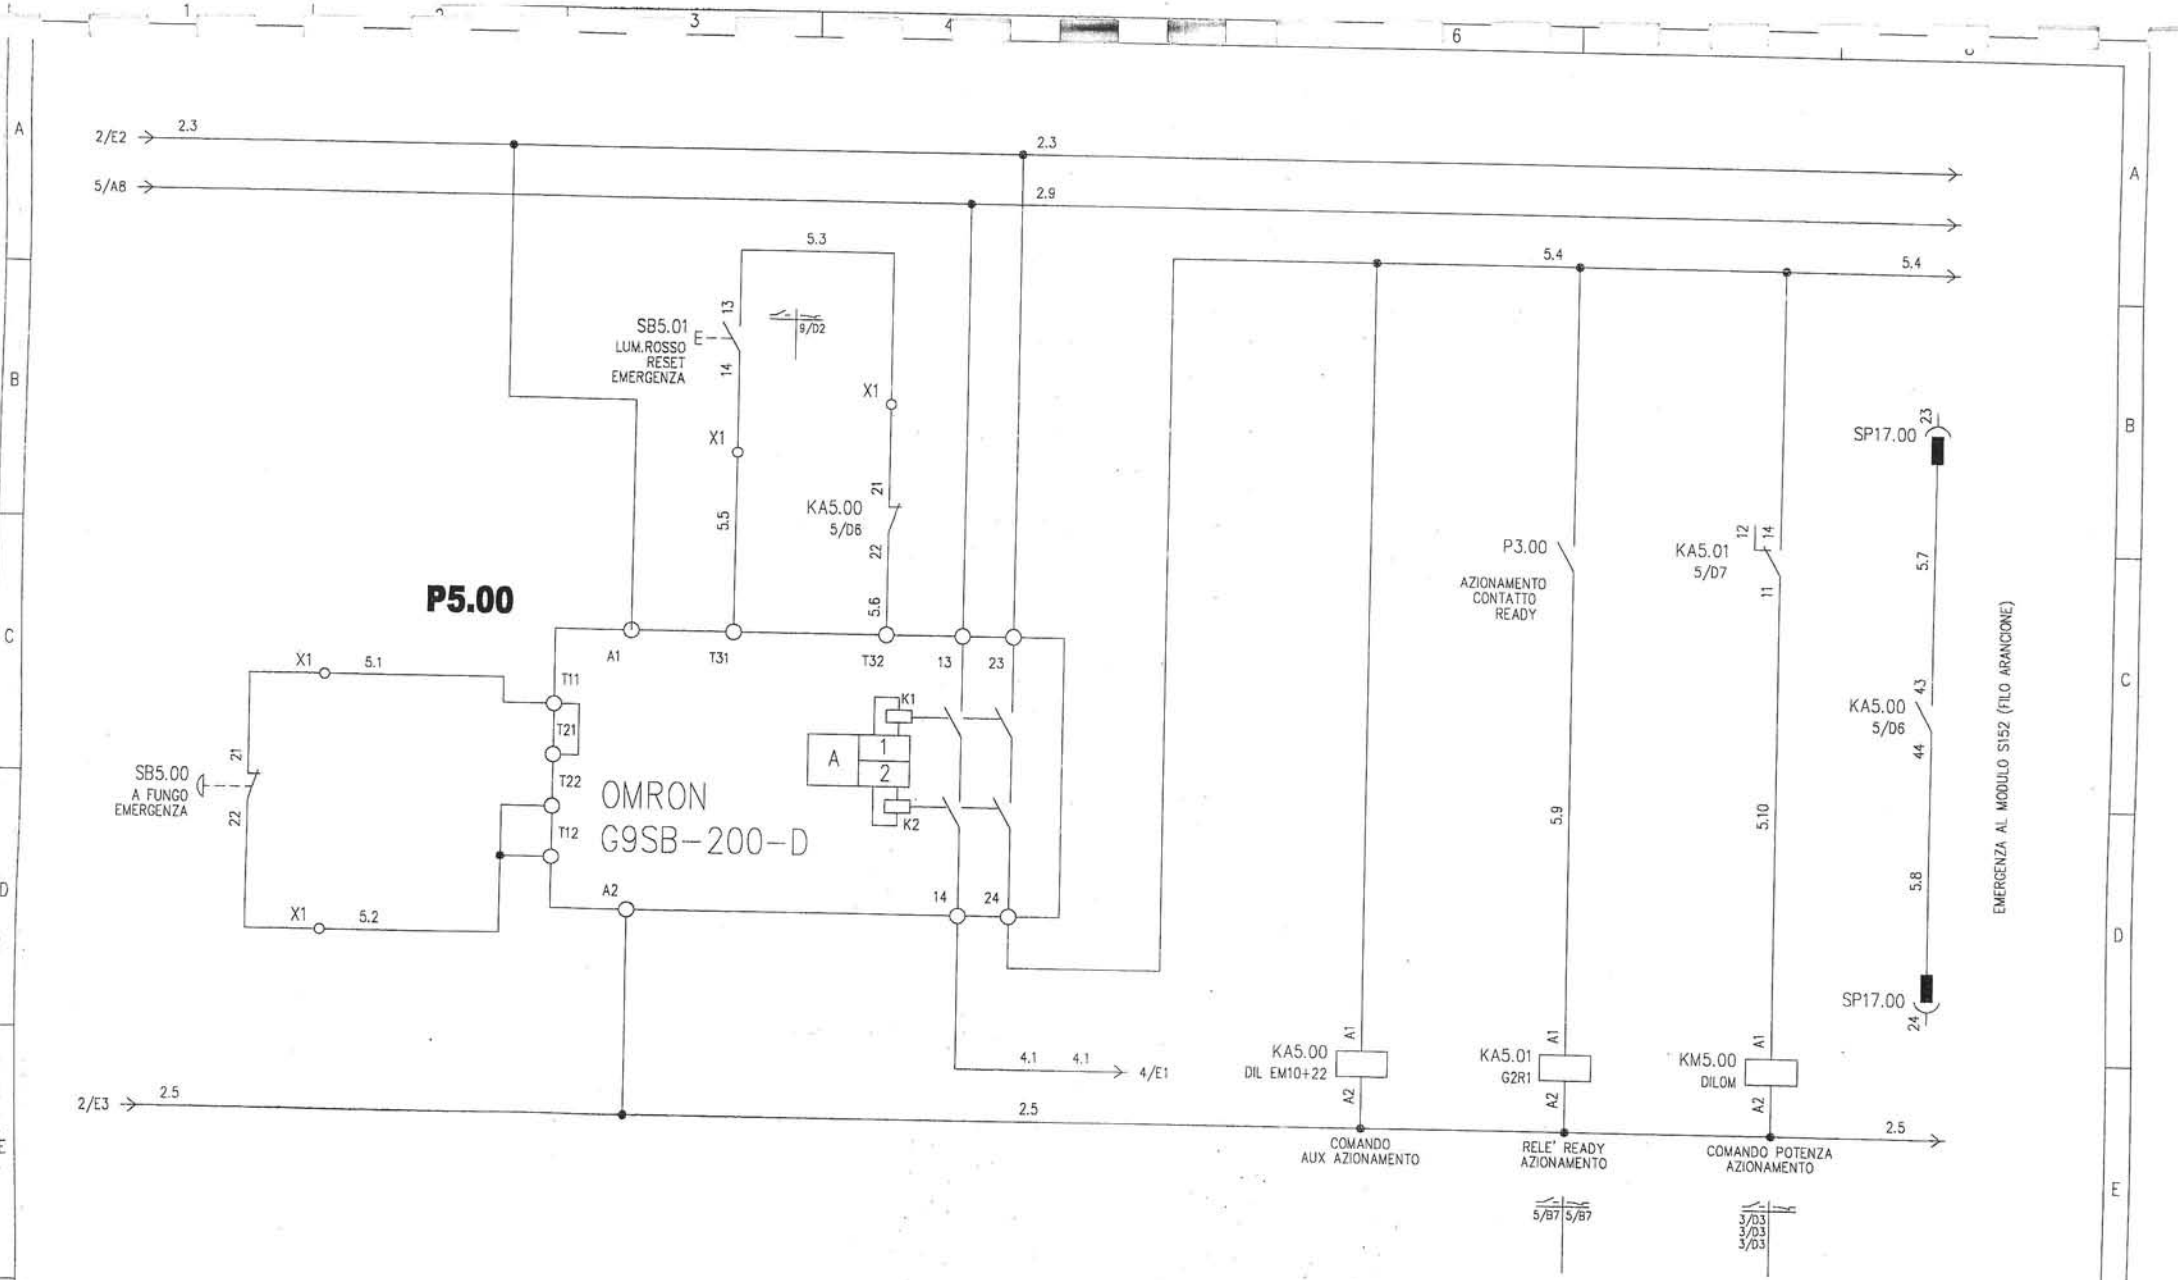 1
3
4
6
A
A
B
B
C
C
D
D
E
E
2/E2
2.3
2.3
5/A8
2.9
5.3
5.4
5.4
SB5.01
LUM.ROSSO
RESET
EMERGENZA
E
13
14
9/D2
X1
X1
5.5
21
KA5.00
5/D6
22
5.6
P5.00
A1
T31
T32
13
23
X1
5.1
T11
T21
T22
T12
K1
A
1
2
K2
OMRON
G9SB-200-D
21
SB5.00
A FUNGO
EMERGENZA
22
X1
5.2
A2
14
24
P3.00
AZIONAMENTO
CONTATTO
READY
5.9
12
14
KA5.01
5/D7
11
5.10
23
SP17.00
5.7
43
KA5.00
5/D6
44
5.8
SP17.00
24
EMERGENZA AL MODULO S152 (FILO ARANCIONE)
4.1
4.1
4/E1
2/E3
2.5
2.5
2.5
A1
KA5.00
DIL EM10+22
A2
COMANDO
AUX AZIONAMENTO
A1
KA5.01
G2R1
A2
RELE' READY
AZIONAMENTO
5/B7
5/B7
A1
KM5.00
DILOM
A2
COMANDO POTENZA
AZIONAMENTO
3/D3
3/D3
3/D3